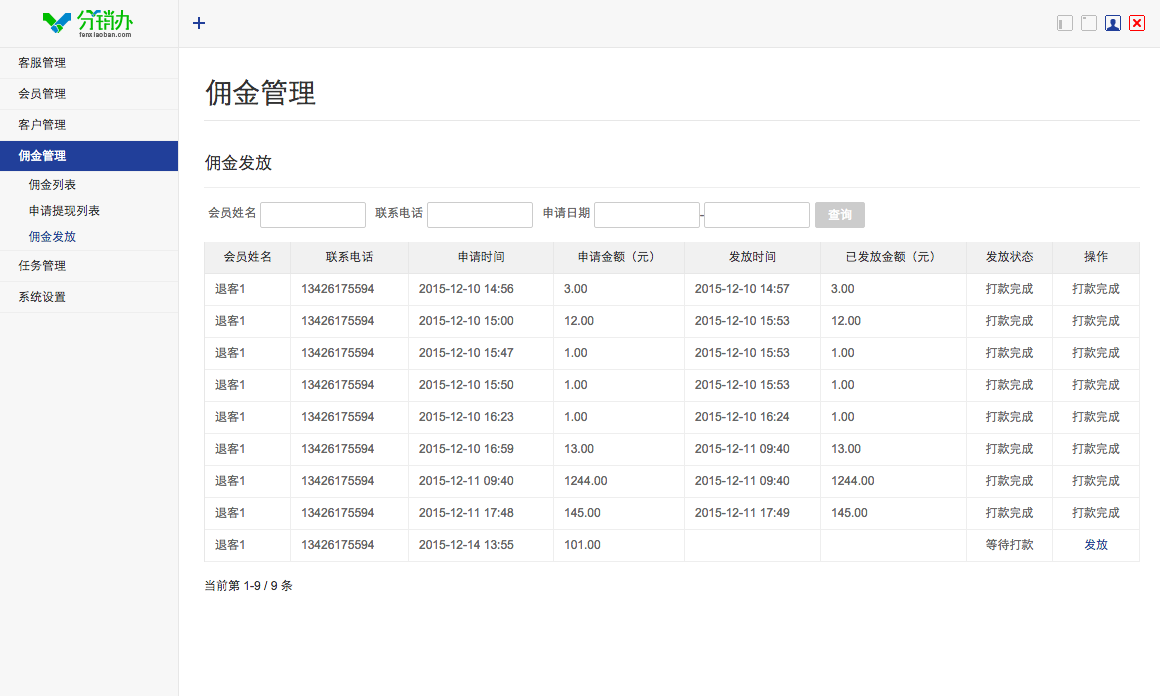 分销办
fenxiaoban.com
+
客服管理
会员管理
客户管理
佣金管理
佣金列表
申请提现列表
佣金发放
任务管理
系统设置
佣金管理
佣金发放
会员姓名 联系电话 申请日期 - 查询
会员姓名 联系电话 申请时间 申请金额（元） 发放时间 已发放金额（元） 发放状态 操作
退客1 13426175594 2015-12-10 14:56 3.00 2015-12-10 14:57 3.00 打款完成 打款完成
退客1 13426175594 2015-12-10 15:00 12.00 2015-12-10 15:53 12.00 打款完成 打款完成
退客1 13426175594 2015-12-10 15:47 1.00 2015-12-10 15:53 1.00 打款完成 打款完成
退客1 13426175594 2015-12-10 15:50 1.00 2015-12-10 15:53 1.00 打款完成 打款完成
退客1 13426175594 2015-12-10 16:23 1.00 2015-12-10 16:24 1.00 打款完成 打款完成
退客1 13426175594 2015-12-10 16:59 13.00 2015-12-11 09:40 13.00 打款完成 打款完成
退客1 13426175594 2015-12-11 09:40 1244.00 2015-12-11 09:40 1244.00 打款完成 打款完成
退客1 13426175594 2015-12-11 17:48 145.00 2015-12-11 17:49 145.00 打款完成 打款完成
退客1 13426175594 2015-12-14 13:55 101.00 等待打款 发放
当前第 1-9 / 9 条